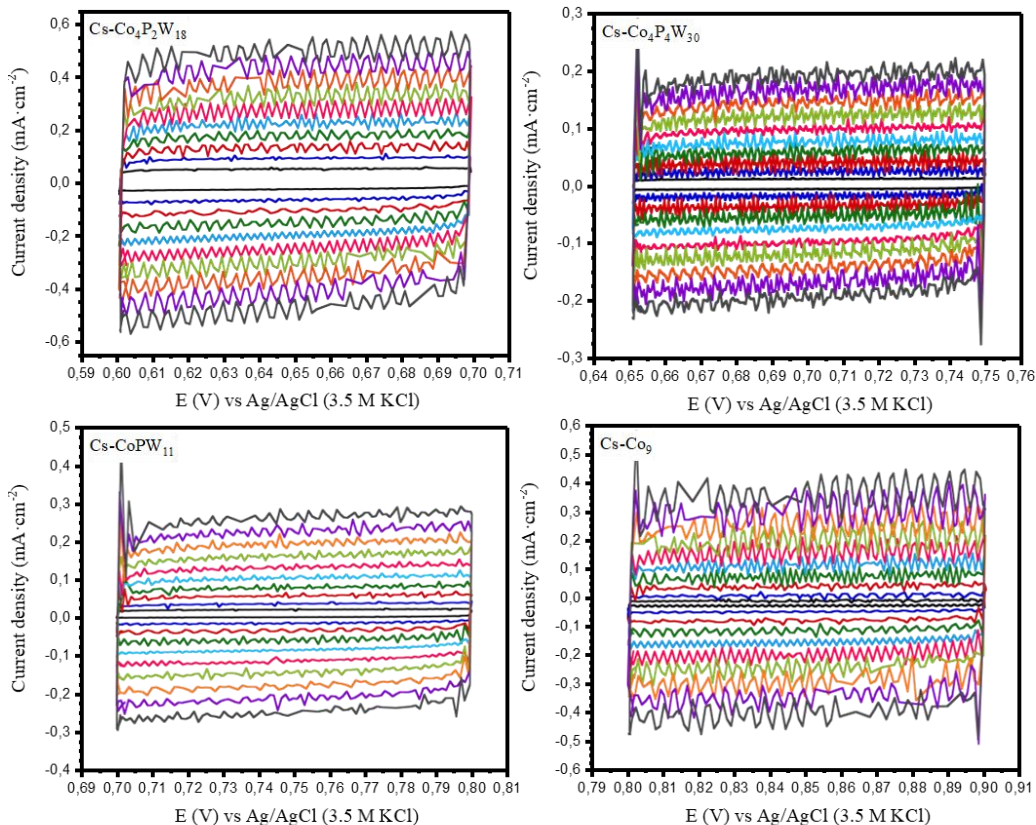 Cs-Co₄P₂W₁₈
Current density (mA·cm⁻²)
0,6
0,4
0,2
0,0
-0,2
-0,4
-0,6
0,59 0,60 0,61 0,62 0,63 0,64 0,65 0,66 0,67 0,68 0,69 0,70 0,71
E (V) vs Ag/AgCl (3.5 M KCl)
Cs-Co₄P₄W₃₀
Current density (mA·cm⁻²)
0,3
0,2
0,1
0,0
-0,1
-0,2
-0,3
0,64 0,65 0,66 0,67 0,68 0,69 0,70 0,71 0,72 0,73 0,74 0,75 0,76
E (V) vs Ag/AgCl (3.5 M KCl)
Cs-CoPW₁₁
Current density (mA·cm⁻²)
0,5
0,4
0,3
0,2
0,1
0,0
-0,1
-0,2
-0,3
-0,4
0,69 0,70 0,71 0,72 0,73 0,74 0,75 0,76 0,77 0,78 0,79 0,80 0,81
E (V) vs Ag/AgCl (3.5 M KCl)
Cs-Co₉
Current density (mA·cm⁻²)
0,6
0,5
0,4
0,3
0,2
0,1
0,0
-0,1
-0,2
-0,3
-0,4
-0,5
-0,6
0,79 0,80 0,81 0,82 0,83 0,84 0,85 0,86 0,87 0,88 0,89 0,90 0,91
E (V) vs Ag/AgCl (3.5 M KCl)